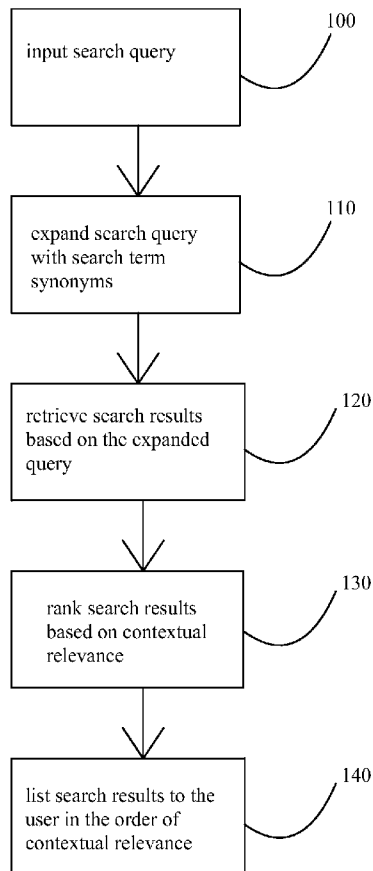 input search query
100
expand search query
with search term
synonyms
110
retrieve search results
based on the expanded
query
120
rank search results
based on contextual
relevance
130
list search results to the
user in the order of
contextual relevance
140